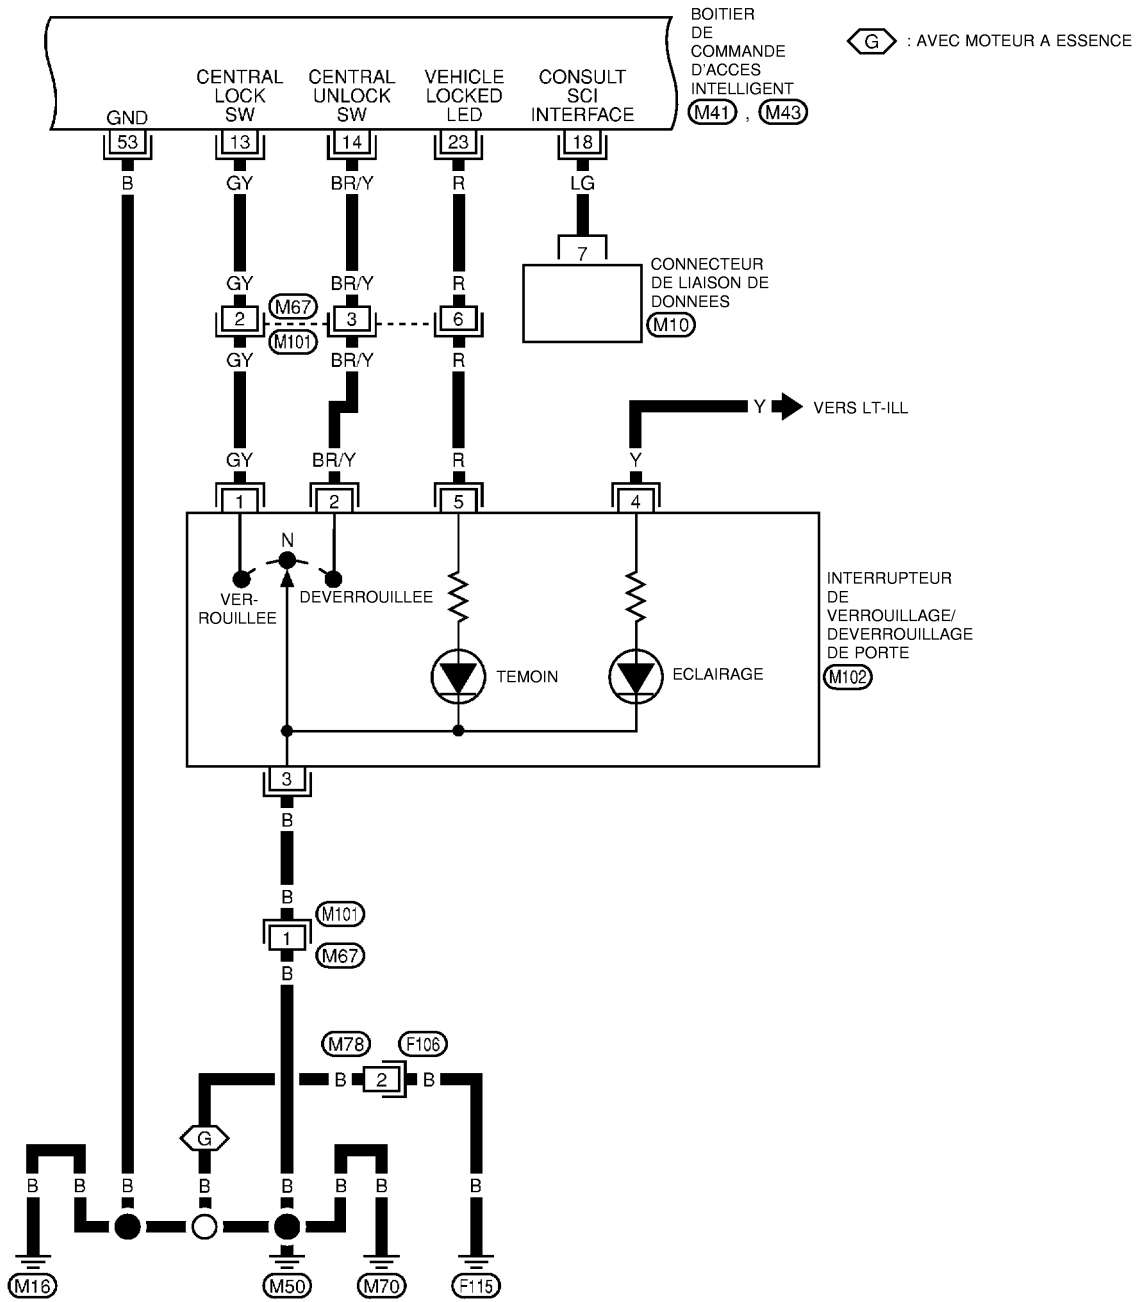 BOITIER
DE
COMMANDE
D'ACCES
INTELLIGENT
M41 , M43
G : AVEC MOTEUR A ESSENCE
GND
CENTRAL
LOCK
SW
CENTRAL
UNLOCK
SW
VEHICLE
LOCKED
LED
CONSULT
SCI
INTERFACE
53 13 14 23 18
B GY BR/Y R LG
7
CONNECTEUR
DE LIAISON DE
DONNEES
M10
GY BR/Y R
2 M67 3 6
M101
GY BR/Y R
Y VERS LT-ILL
GY BR/Y R Y
1 2 5 4
N
VER-
ROUILLEE
DEVERROUILLEE
TEMOIN
ECLAIRAGE
INTERRUPTEUR
DE
VERROUILLAGE/
DEVERROUILLAGE
DE PORTE
M102
3
B
B
M101
1
M67
B
M78 F106
B 2 B
G
B B B B B B B B
M16 M50 M70 F115